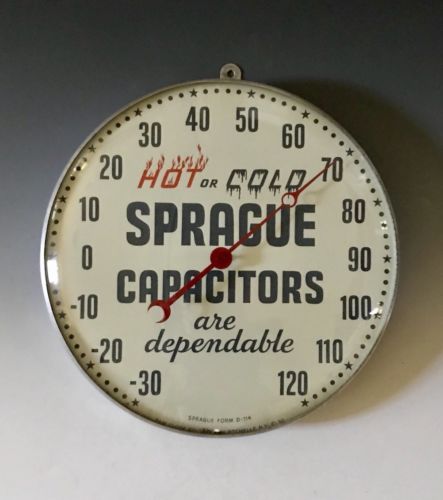 40 50
30 60
20 70
HOT OR COLD
10 80
SPRAGUE
0 90
CAPACITORS
-10 100
are
-20 110
dependable
-30 120
SPRAGUE FORM D-114